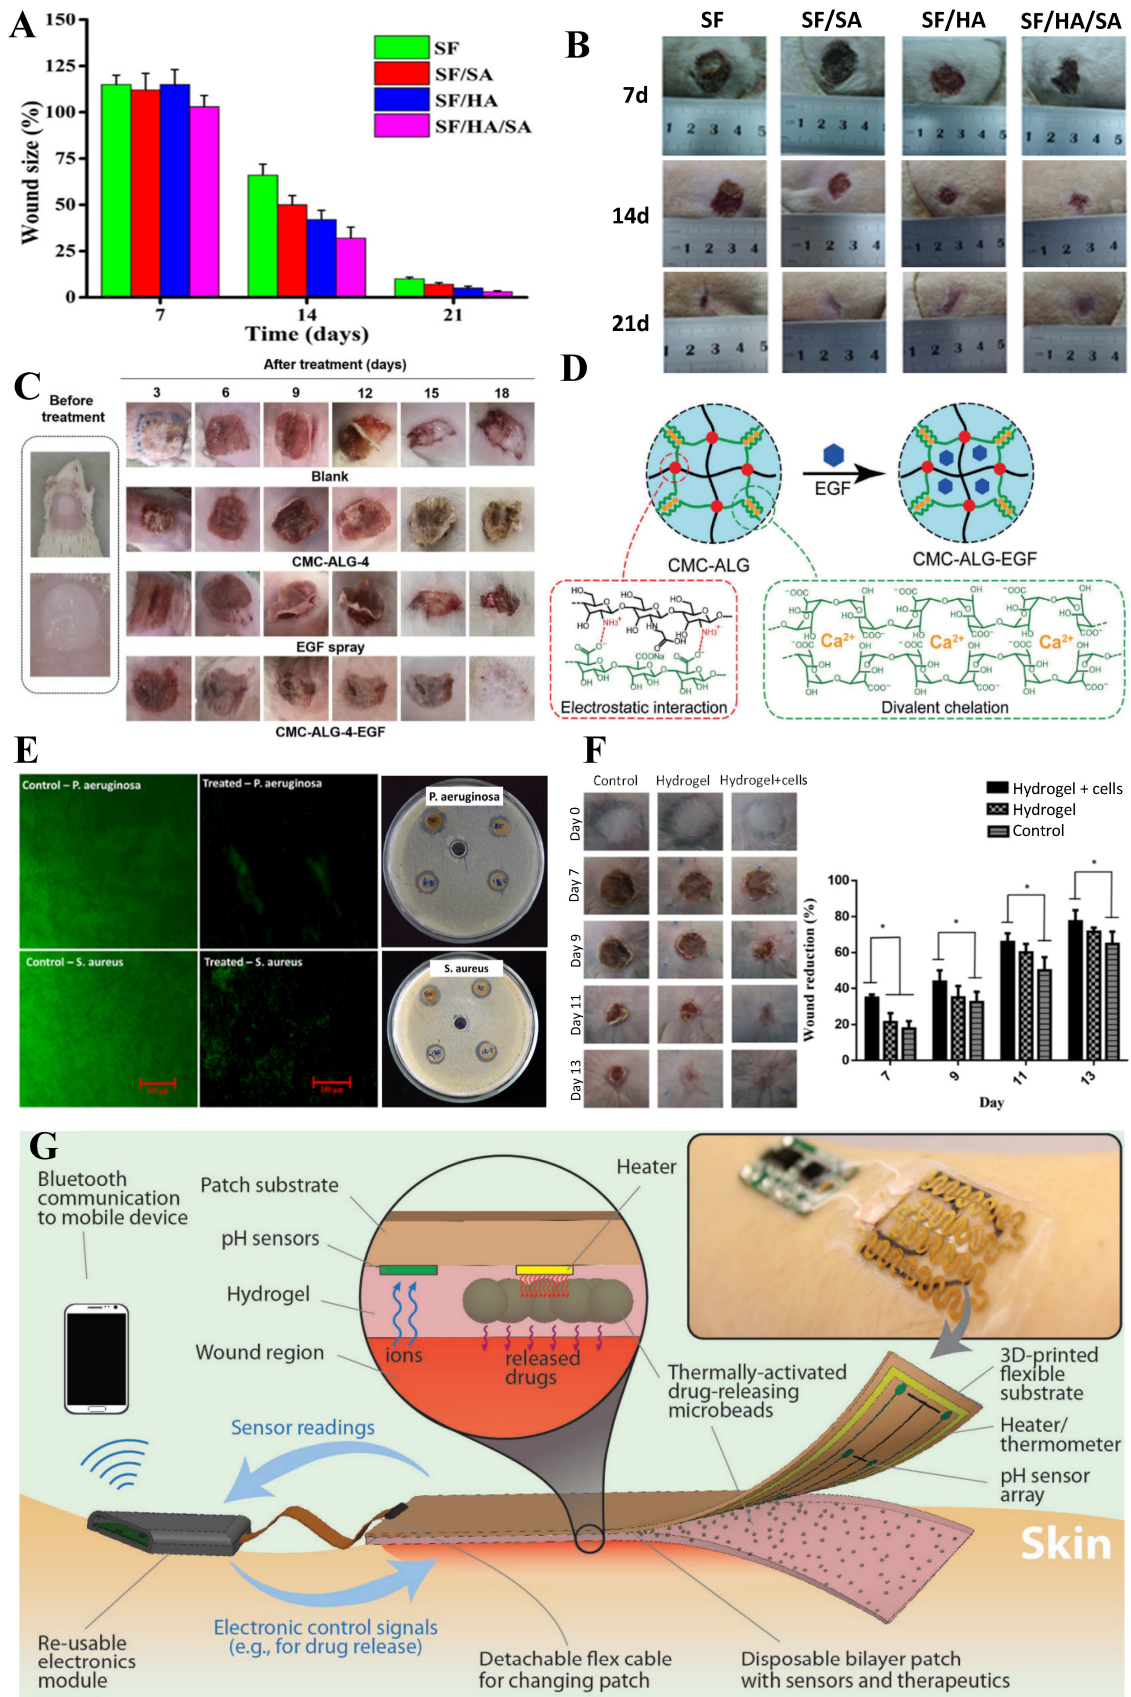 A
150
125
100
75
50
25
0
Wound size (%)
SF
SF/SA
SF/HA
SF/HA/SA
7
14
21
Time (days)
B
SF
SF/SA
SF/HA
SF/HA/SA
7d
14d
21d
C
Before
treatment
After treatment (days)
3
6
9
12
15
18
Blank
CMC-ALG-4
EGF spray
CMC-ALG-4-EGF
D
EGF
CMC-ALG
CMC-ALG-EGF
Electrostatic interaction
Ca2+
Ca2+
Ca2+
Divalent chelation
E
Control – P. aeruginosa
Treated – P. aeruginosa
P. aeruginosa
Control – S. aureus
Treated – S. aureus
S. aureus
100 µm
100 µm
F
Control
Hydrogel
Hydrogel+cells
Day 0
Day 7
Day 9
Day 11
Day 13
Hydrogel + cells
Hydrogel
Control
Wound reduction (%)
100
80
60
40
20
0
*
*
*
*
7
9
11
13
Day
G
Bluetooth
communication
to mobile device
Patch substrate
pH sensors
Hydrogel
Wound region
Heater
ions
released
drugs
Thermally-activated
drug-releasing
microbeads
3D-printed
flexible
substrate
Heater/
thermometer
pH sensor
array
Sensor readings
Skin
Electronic control signals
(e.g., for drug release)
Re-usable
electronics
module
Detachable flex cable
for changing patch
Disposable bilayer patch
with sensors and therapeutics